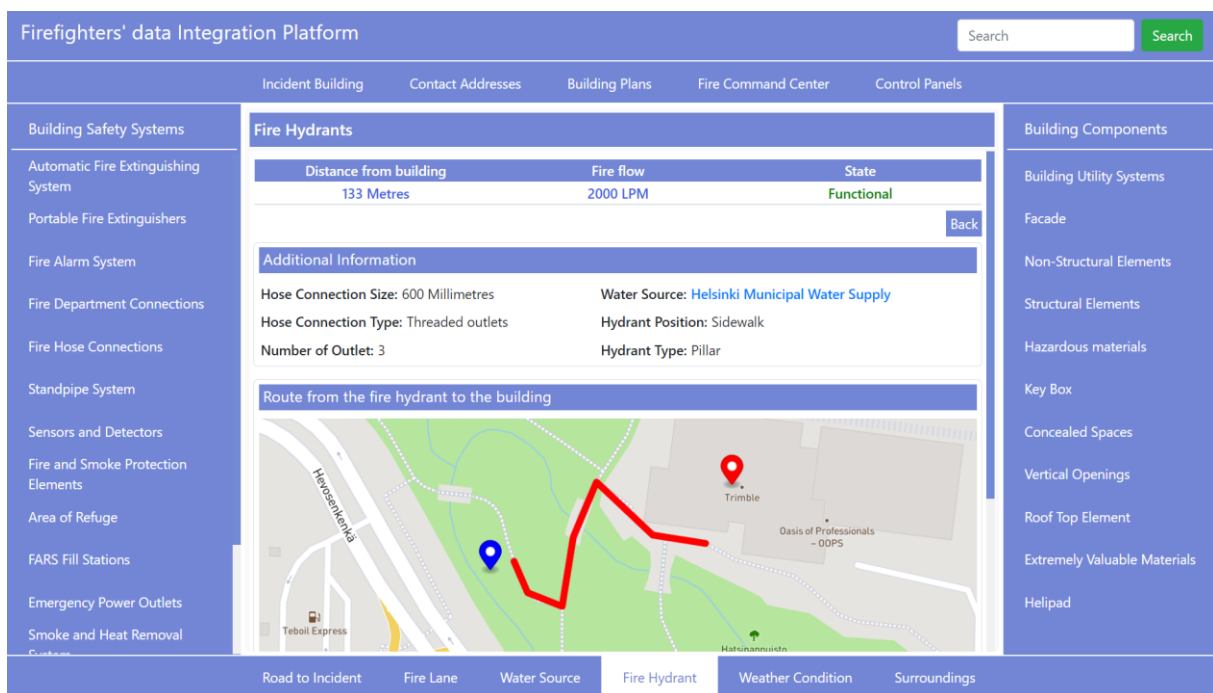 Firefighters' data Integration Platform
Search
Search
Incident Building
Contact Addresses
Building Plans
Fire Command Center
Control Panels
Building Safety Systems
Automatic Fire Extinguishing
System
Portable Fire Extinguishers
Fire Alarm System
Fire Department Connections
Fire Hose Connections
Standpipe System
Sensors and Detectors
Fire and Smoke Protection
Elements
Area of Refuge
FARS Fill Stations
Emergency Power Outlets
Smoke and Heat Removal
System
Fire Hydrants
Distance from building
Fire flow
State
133 Metres
2000 LPM
Functional
Back
Additional Information
Hose Connection Size: 600 Millimetres
Water Source: Helsinki Municipal Water Supply
Hose Connection Type: Threaded outlets
Hydrant Position: Sidewalk
Number of Outlet: 3
Hydrant Type: Pillar
Route from the fire hydrant to the building
Hevosenkenkä
Trimble
Oasis of Professionals
– OOPS
Teboil Express
Hatsinanpuisto
Building Components
Building Utility Systems
Facade
Non-Structural Elements
Structural Elements
Hazardous materials
Key Box
Concealed Spaces
Vertical Openings
Roof Top Element
Extremely Valuable Materials
Helipad
Road to Incident
Fire Lane
Water Source
Fire Hydrant
Weather Condition
Surroundings